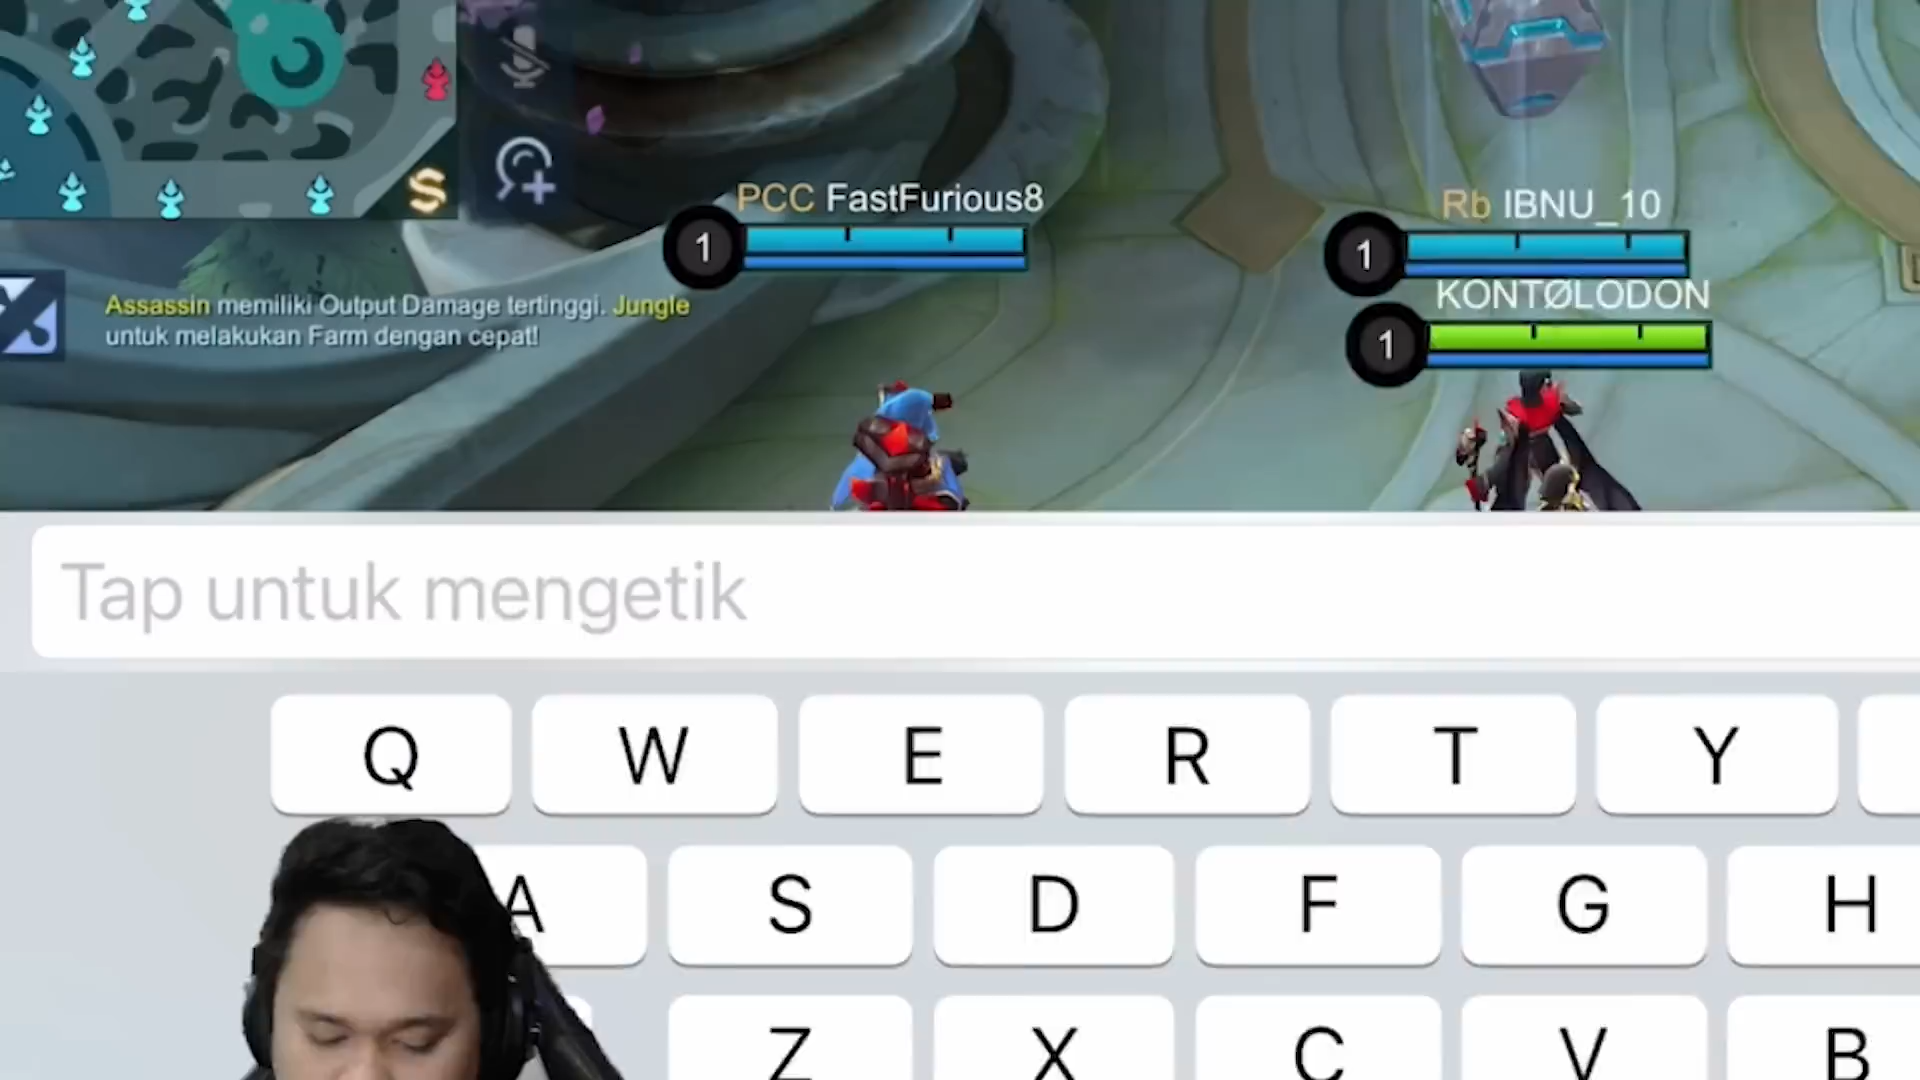 PCC FastFurious8
1
Rb IBNU_10
1
KONTØLODON
1
Assassin memiliki Output Damage tertinggi. Jungle
untuk melakukan Farm dengan cepat!
Tap untuk mengetik
Q W E R T Y
A S D F G H
Z X C V B